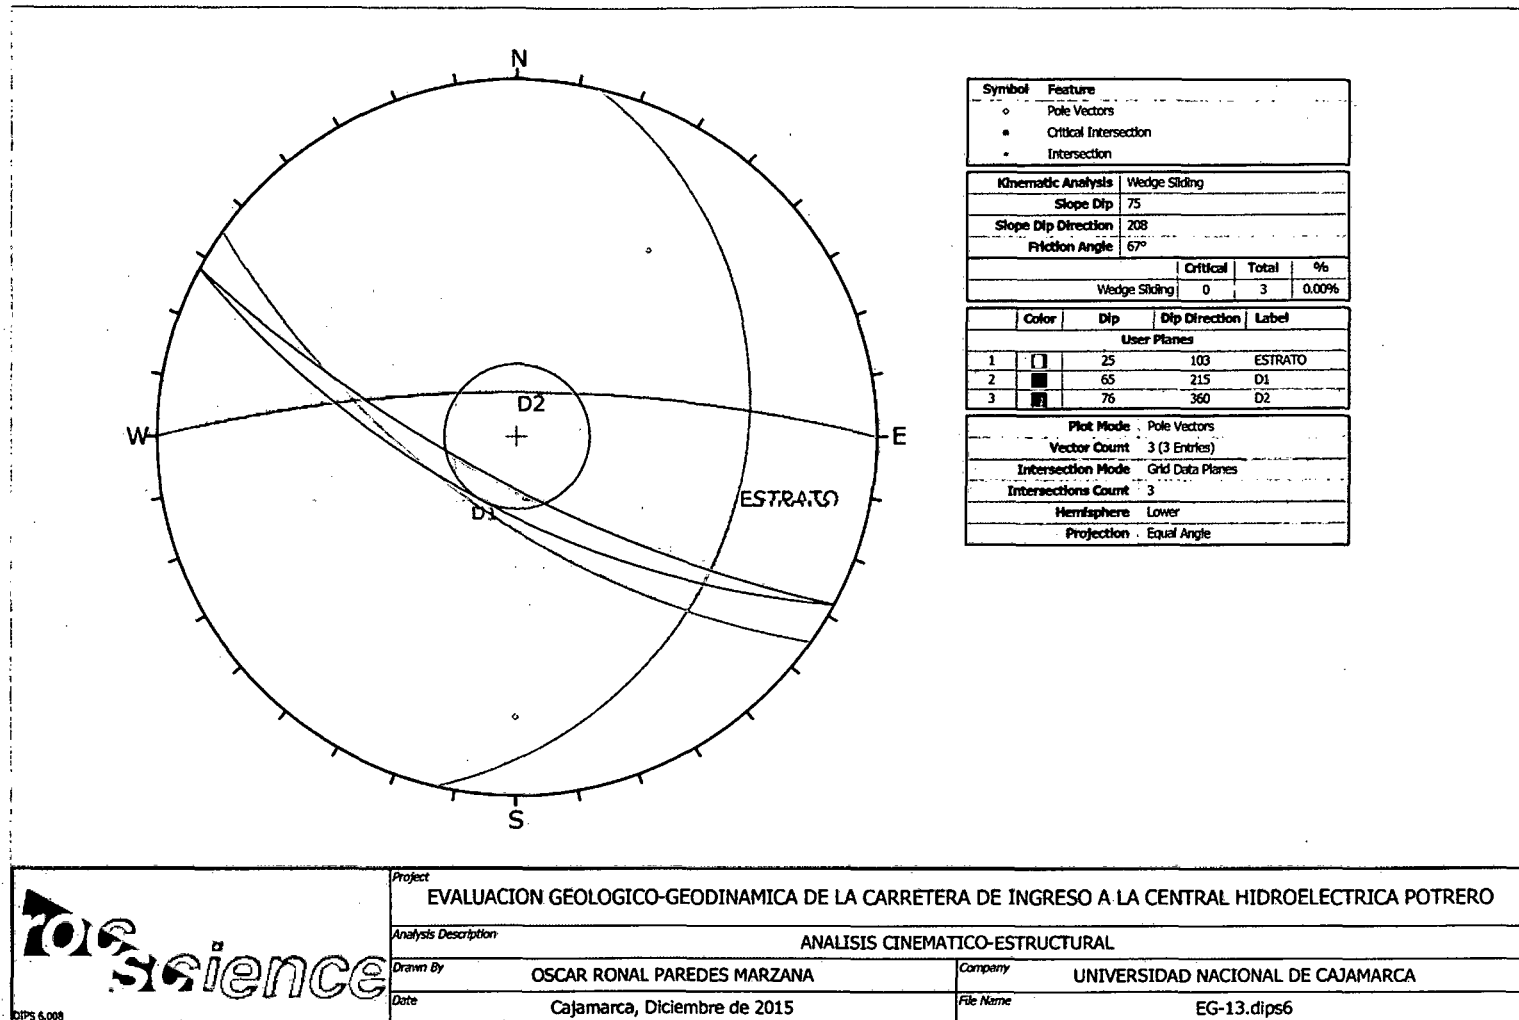 N
W
E
S
D2
D1
ESTRATO
Symbol Feature
Pole Vectors
Critical Intersection
Intersection
Kinematic Analysis Wedge Sliding
Slope Dip 75
Slope Dip Direction 208
Friction Angle 67°
Critical Total %
Wedge Sliding 0 3 0.00%
Color Dip Dip Direction Label
User Planes
1 25 103 ESTRATO
2 65 215 D1
3 76 360 D2
Plot Mode Pole Vectors
Vector Count 3 (3 Entries)
Intersection Mode Grid Data Planes
Intersections Count 3
Hemisphere Lower
Projection Equal Angle
rocscience
DIPS 6.008
Project
EVALUACION GEOLOGICO-GEODINAMICA DE LA CARRETERA DE INGRESO A LA CENTRAL HIDROELECTRICA POTRERO
Analysis Description
ANALISIS CINEMATICO-ESTRUCTURAL
Drawn By OSCAR RONAL PAREDES MARZANA
Company UNIVERSIDAD NACIONAL DE CAJAMARCA
Date Cajamarca, Diciembre de 2015
File Name EG-13.dips6